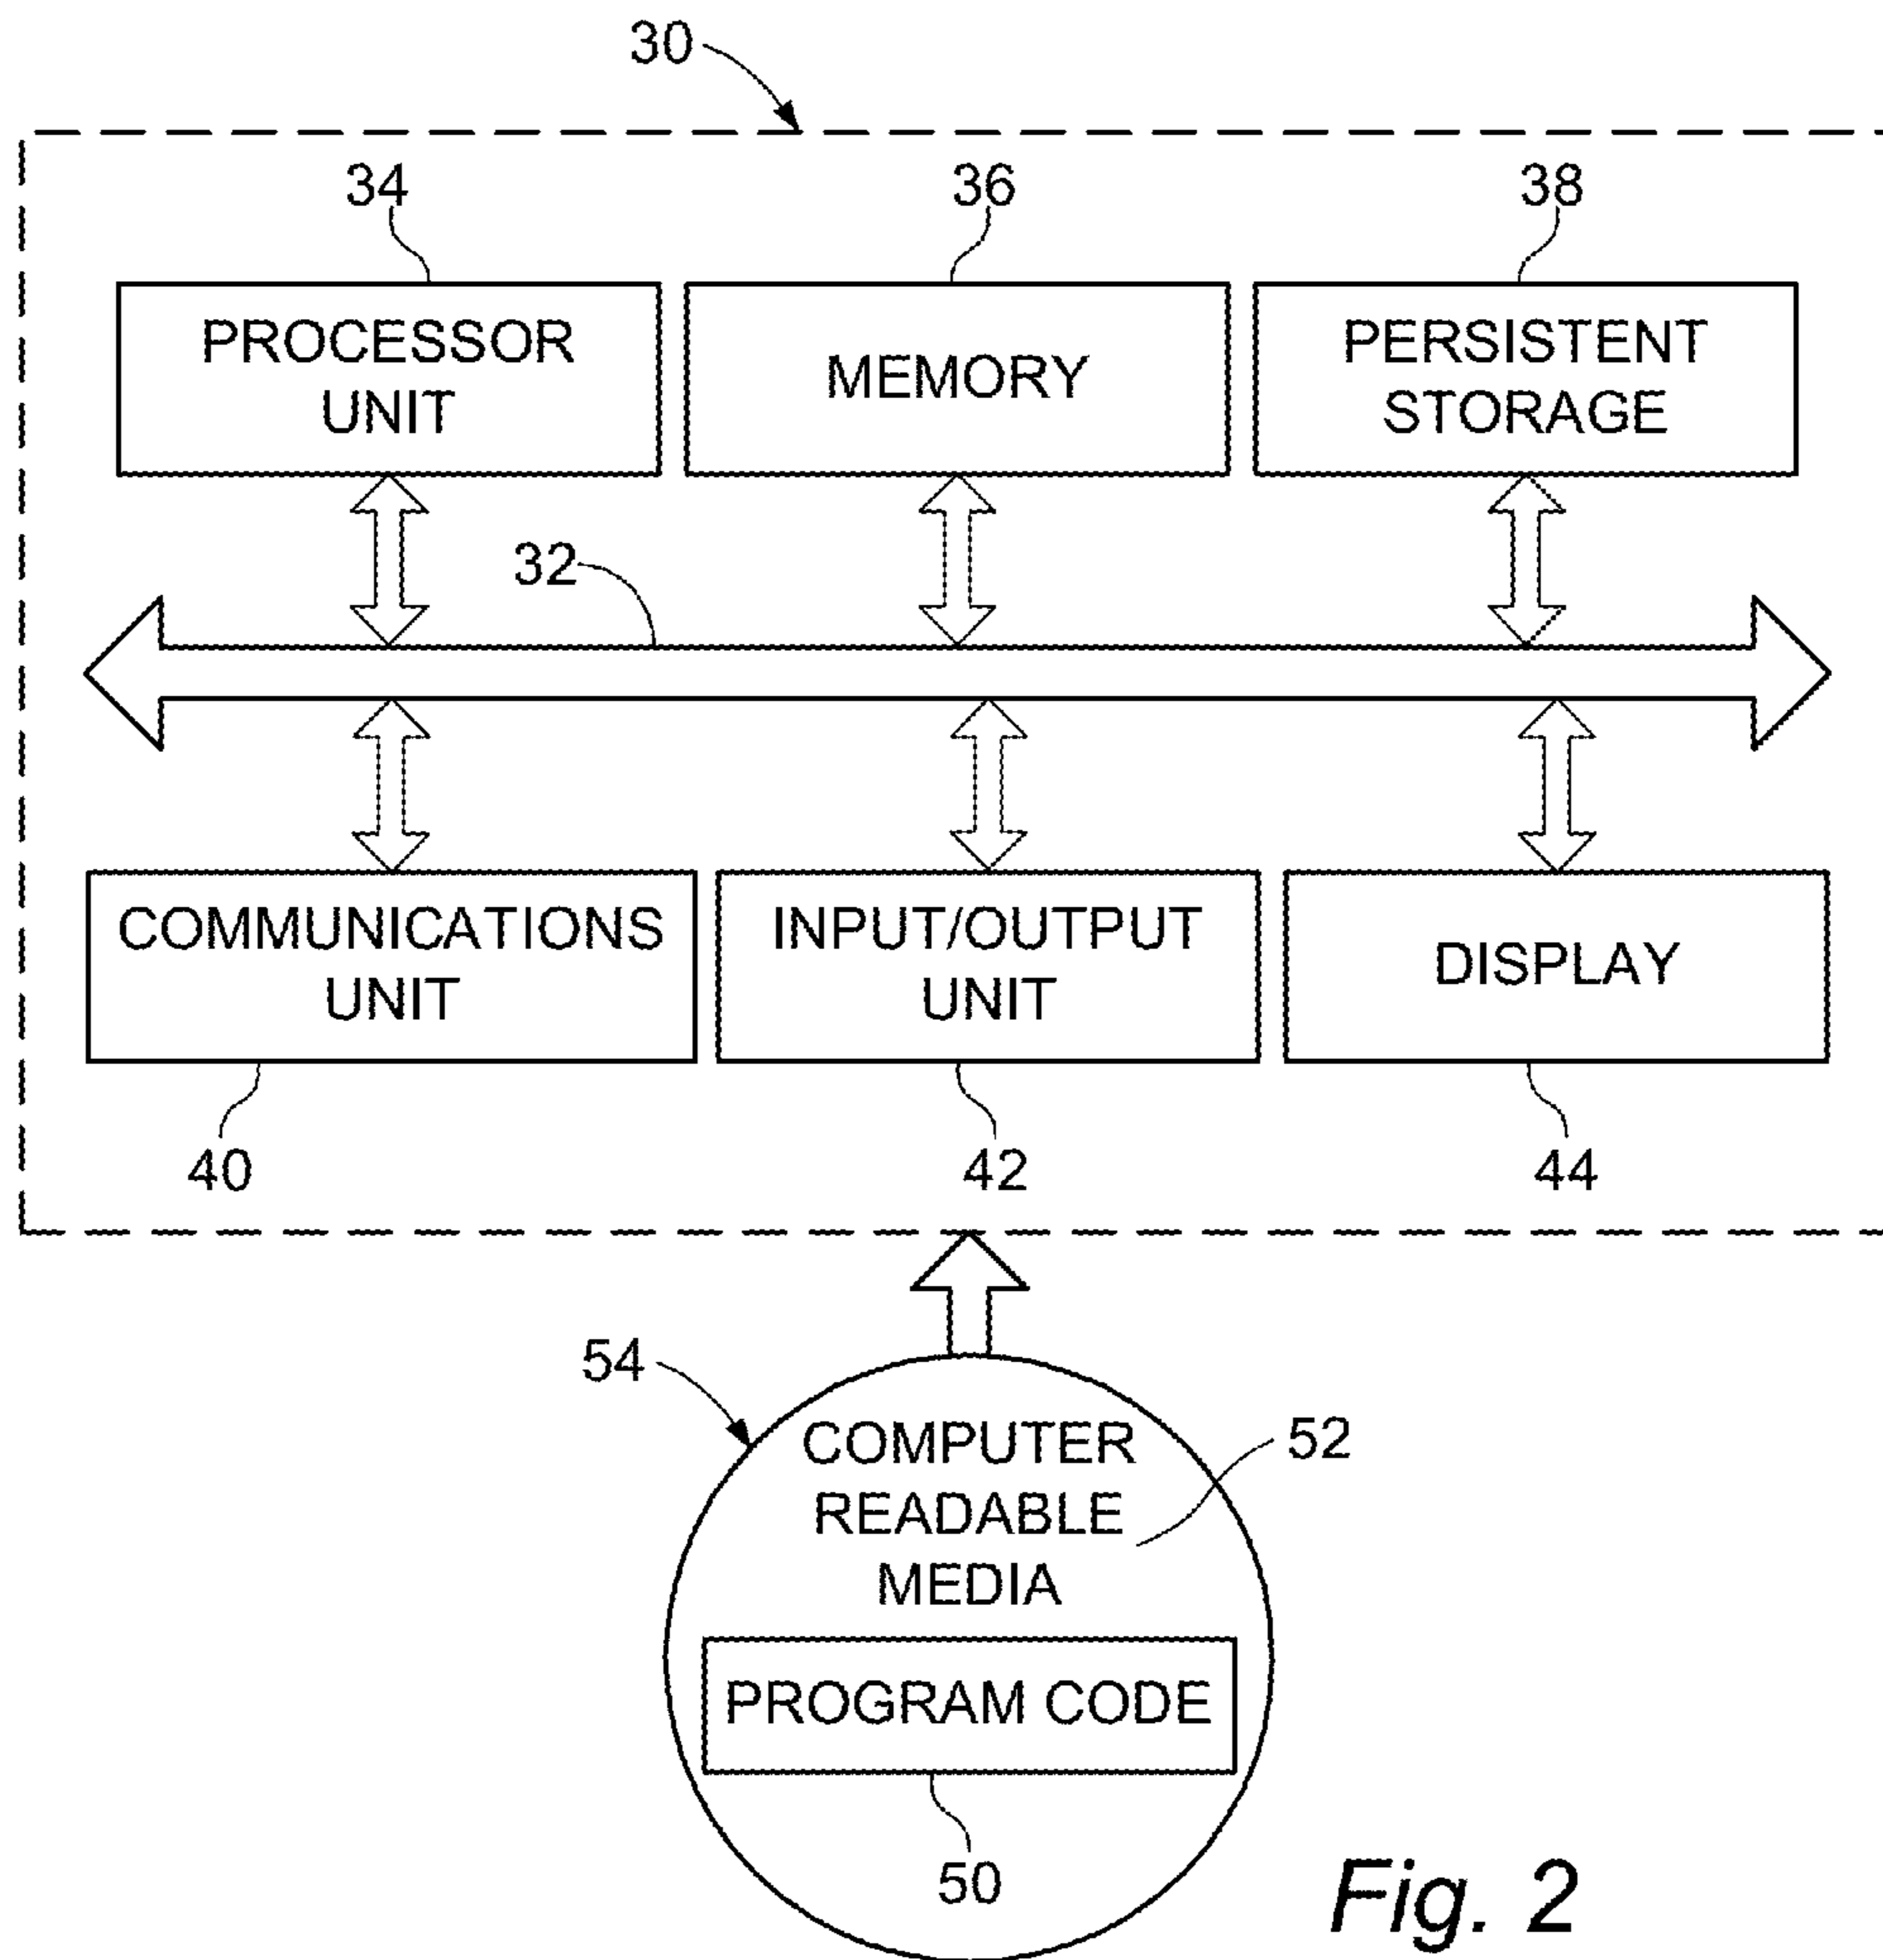 30
34
36
38
PROCESSOR
UNIT
MEMORY
PERSISTENT
STORAGE
32
COMMUNICATIONS
UNIT
INPUT/OUTPUT
UNIT
DISPLAY
40
42
44
54
COMPUTER
READABLE
MEDIA
52
PROGRAM CODE
50
Fig. 2